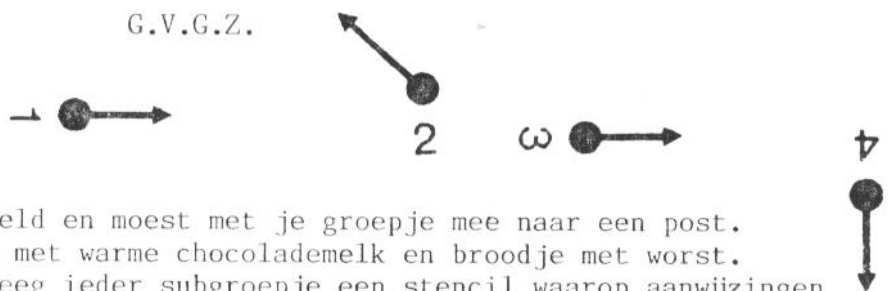 G.V.G.Z.
1
2
3
4
eld en moest met je groepje mee naar een post.
met warme chocolademelk en broodje met worst.
eeg ieder subgroepje een stencil waarop aanwijzingen